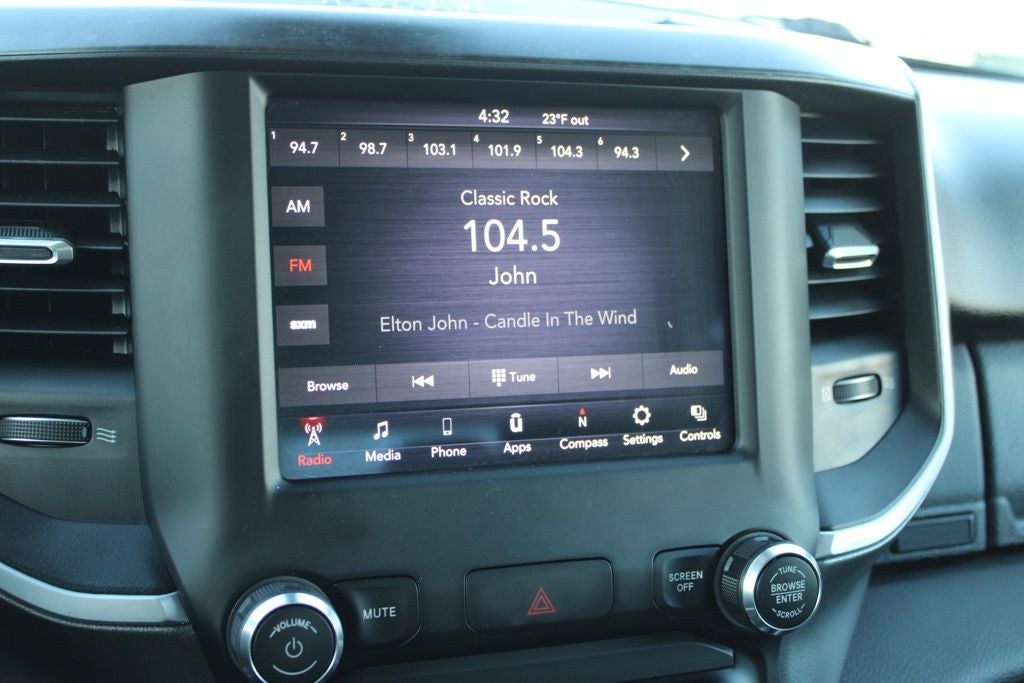 4:32 23°F out
1 94.7 2 98.7 3 103.1 4 101.9 5 104.3 6 94.3
AM
FM
sxm
Classic Rock
104.5
John
Elton John - Candle In The Wind
Browse Tune Audio
Radio Media Phone Apps N Compass Settings Controls
VOLUME
MUTE
SCREEN
OFF
TUNE
BROWSE
ENTER
SCROLL